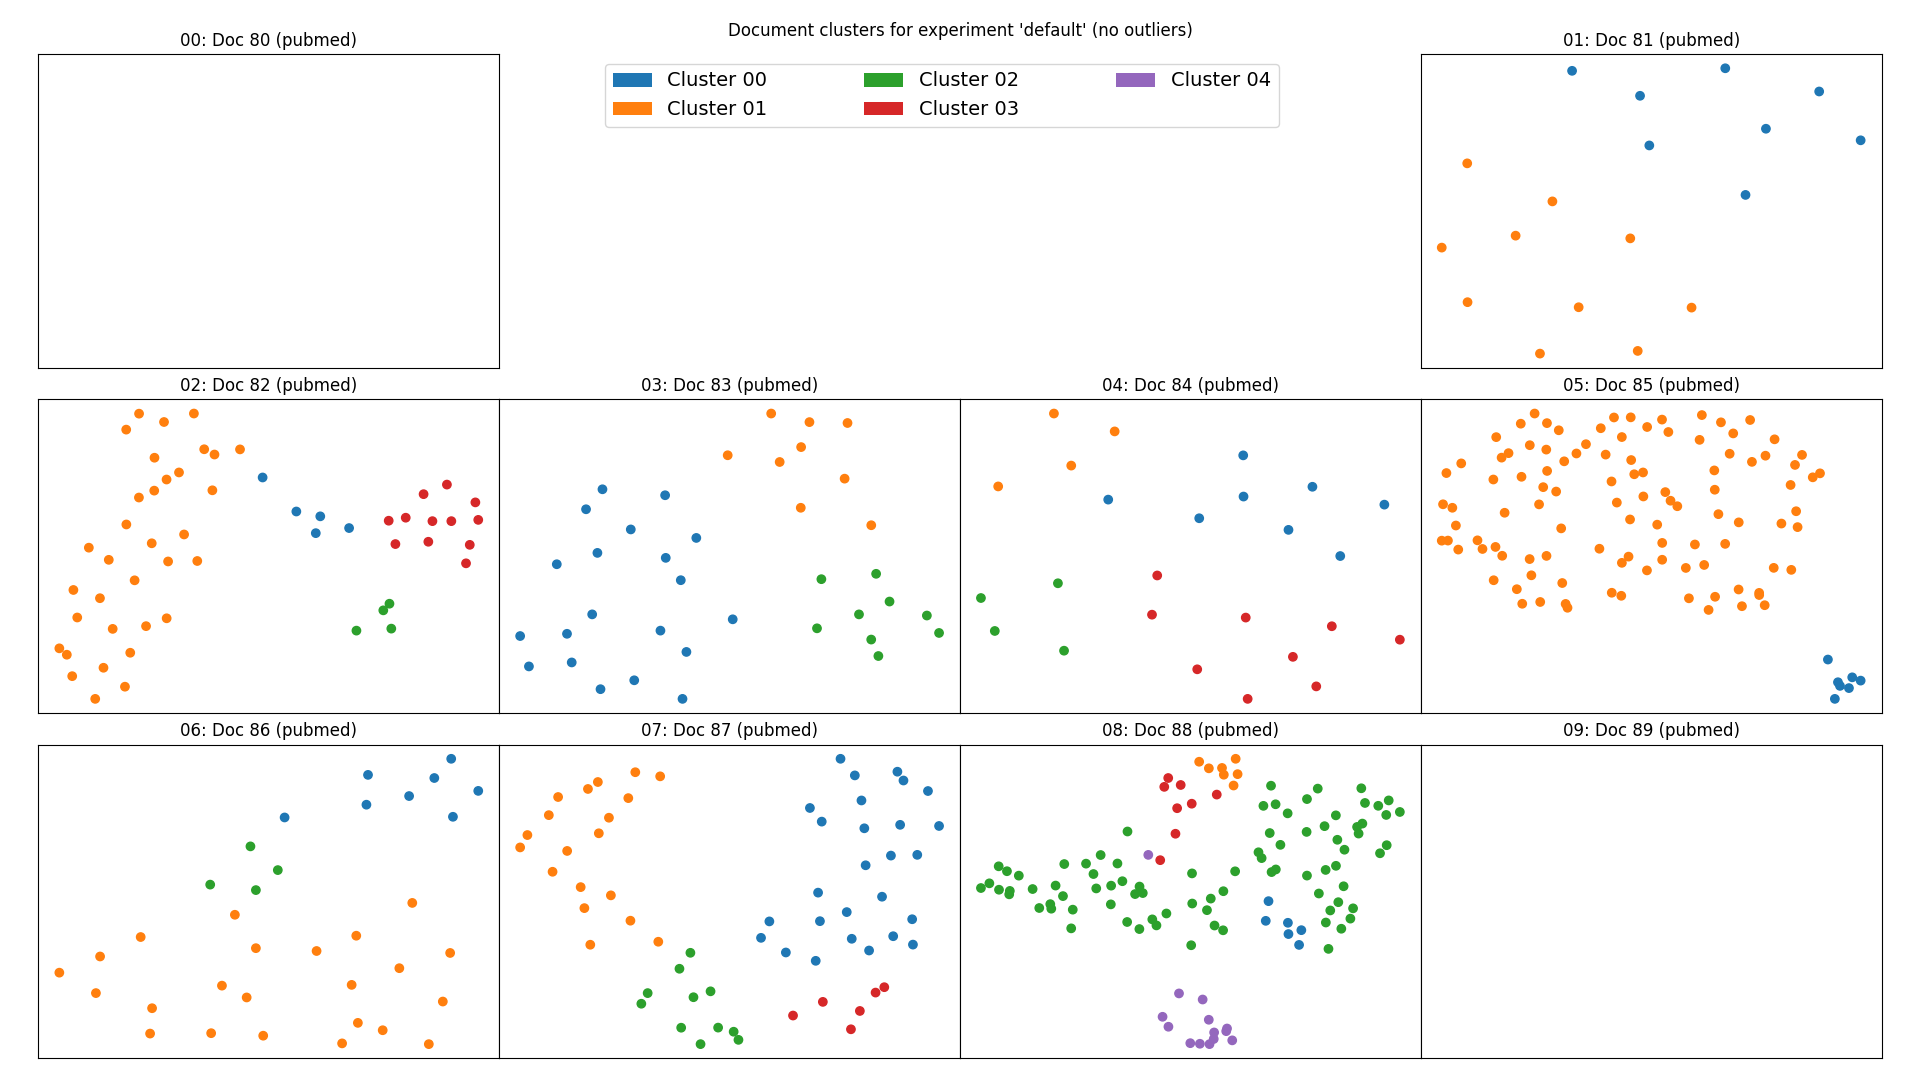 Document clusters for experiment 'default' (no outliers)
00: Doc 80 (pubmed)
01: Doc 81 (pubmed)
Cluster 00
Cluster 01
Cluster 02
Cluster 03
Cluster 04
02: Doc 82 (pubmed)
03: Doc 83 (pubmed)
04: Doc 84 (pubmed)
05: Doc 85 (pubmed)
06: Doc 86 (pubmed)
07: Doc 87 (pubmed)
08: Doc 88 (pubmed)
09: Doc 89 (pubmed)